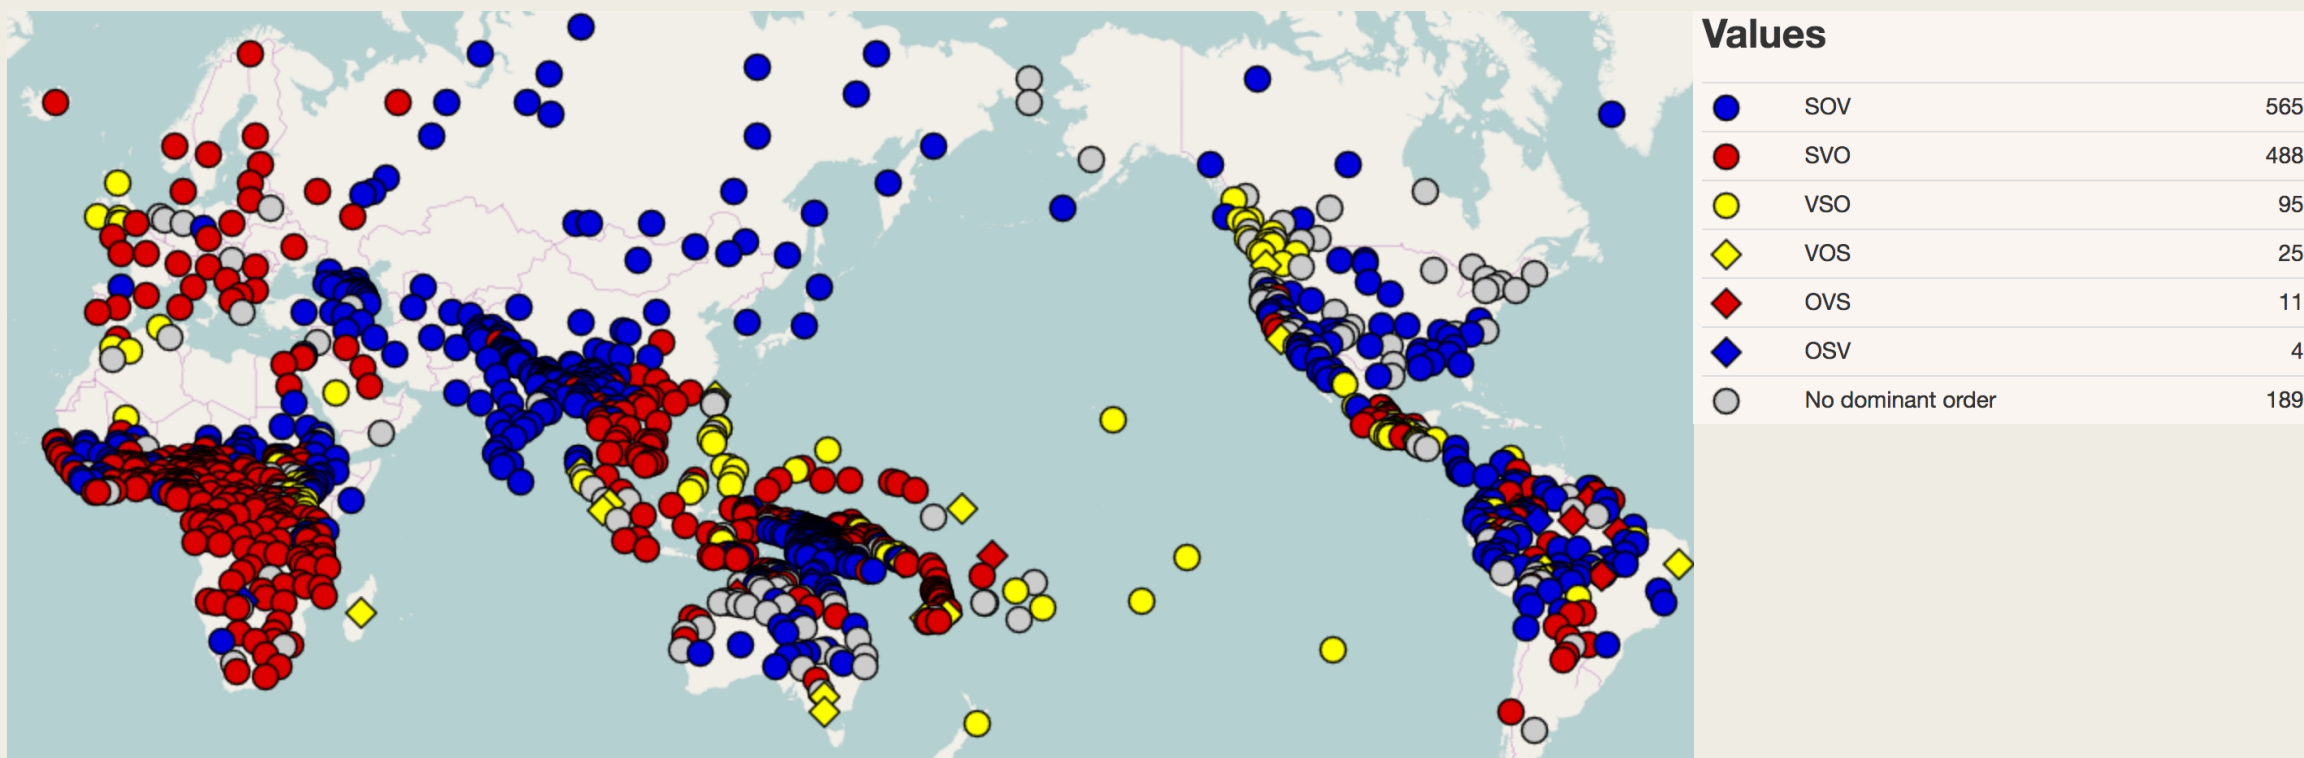 Values
SOV 565
SVO 488
VSO 95
VOS 25
OVS 11
OSV 4
No dominant order 189